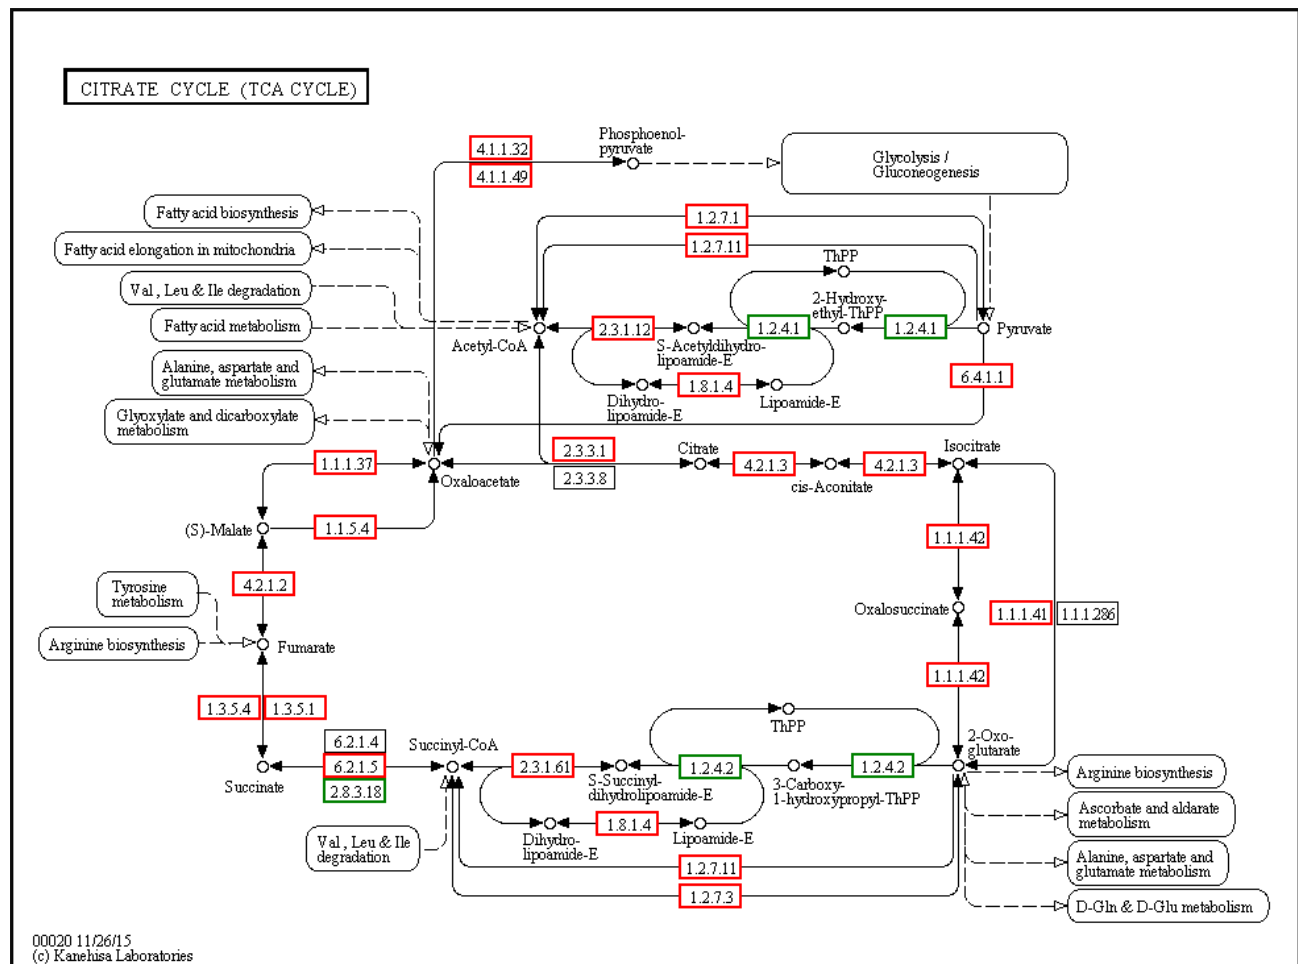 CITRATE CYCLE (TCA CYCLE)
Phosphoenol-
pyruvate
4.1.1.32
4.1.1.49
Glycolysis /
Gluconeogenesis
Fatty acid biosynthesis
Fatty acid elongation in mitochondria
Val , Leu & Ile degradation
Fatty acid metabolism
Alanine, aspartate and
glutamate metabolism
Glyoxylate and dicarboxylate
metabolism
1.2.7.1
1.2.7.11
ThPP
2-Hydroxy-
ethyl-ThPP
2.3.1.12
1.2.4.1
1.2.4.1
Acetyl-CoA
S-Acetyldihydro-
lipoamide-E
Pyruvate
1.8.1.4
6.4.1.1
Dihydro-
lipoamide-E
Lipoamide-E
1.1.1.37
Oxaloacetate
2.3.3.1
2.3.3.8
Citrate
4.2.1.3
cis-Aconitate
4.2.1.3
Isocitrate
(S)-Malate
1.1.5.4
1.1.1.42
4.2.1.2
Tyrosine
metabolism
Arginine biosynthesis
Fumarate
Oxalosuccinate
1.1.1.41
1.1.1.286
1.1.1.42
1.3.5.4
1.3.5.1
6.2.1.4
6.2.1.5
2.8.3.18
Succinate
Succinyl-CoA
2.3.1.61
S-Succinyl-
dihydrolipoamide-E
1.2.4.2
ThPP
3-Carboxy-
1-hydroxypropyl-ThPP
1.2.4.2
2-Oxo-
glutarate
Val , Leu & Ile
degradation
Dihydro-
lipoamide-E
1.8.1.4
Lipoamide-E
1.2.7.11
1.2.7.3
Arginine biosynthesis
Ascorbate and aldarate
metabolism
Alanine, aspartate and
glutamate metabolism
D-Gln & D-Glu metabolism
00020 11/26/15
(c) Kanehisa Laboratories